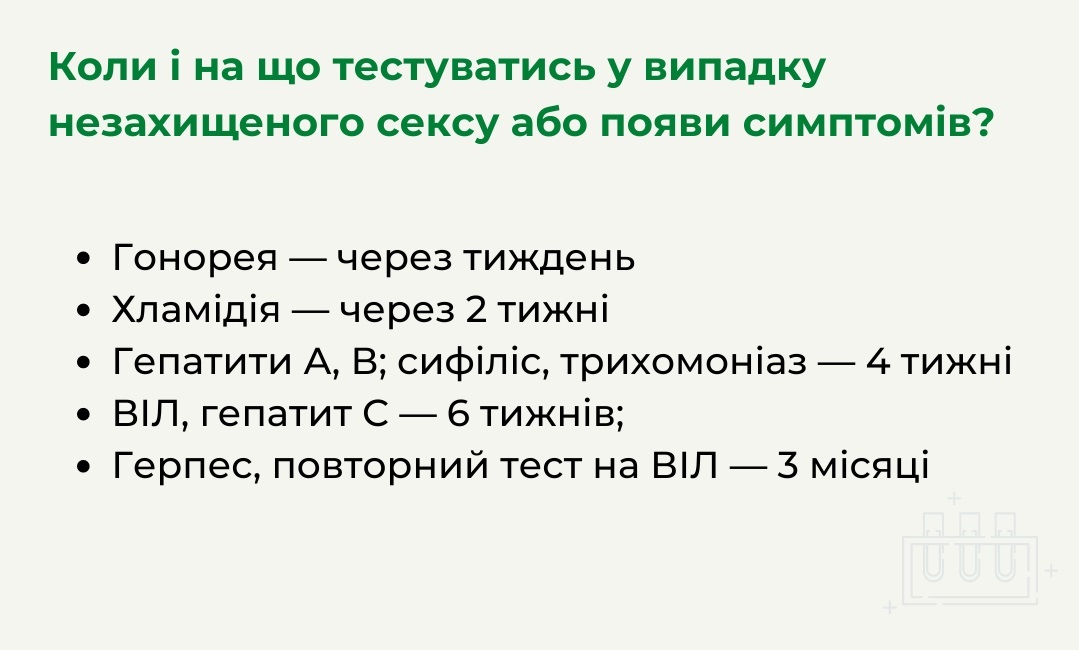 Коли і на що тестуватись у випадку
незахищеного сексу або появи симптомів?
• Гонорея — через тиждень
• Хламідія — через 2 тижні
• Гепатити А, В; сифіліс, трихомоніаз — 4 тижні
• ВІЛ, гепатит С — 6 тижнів;
• Герпес, повторний тест на ВІЛ — 3 місяці